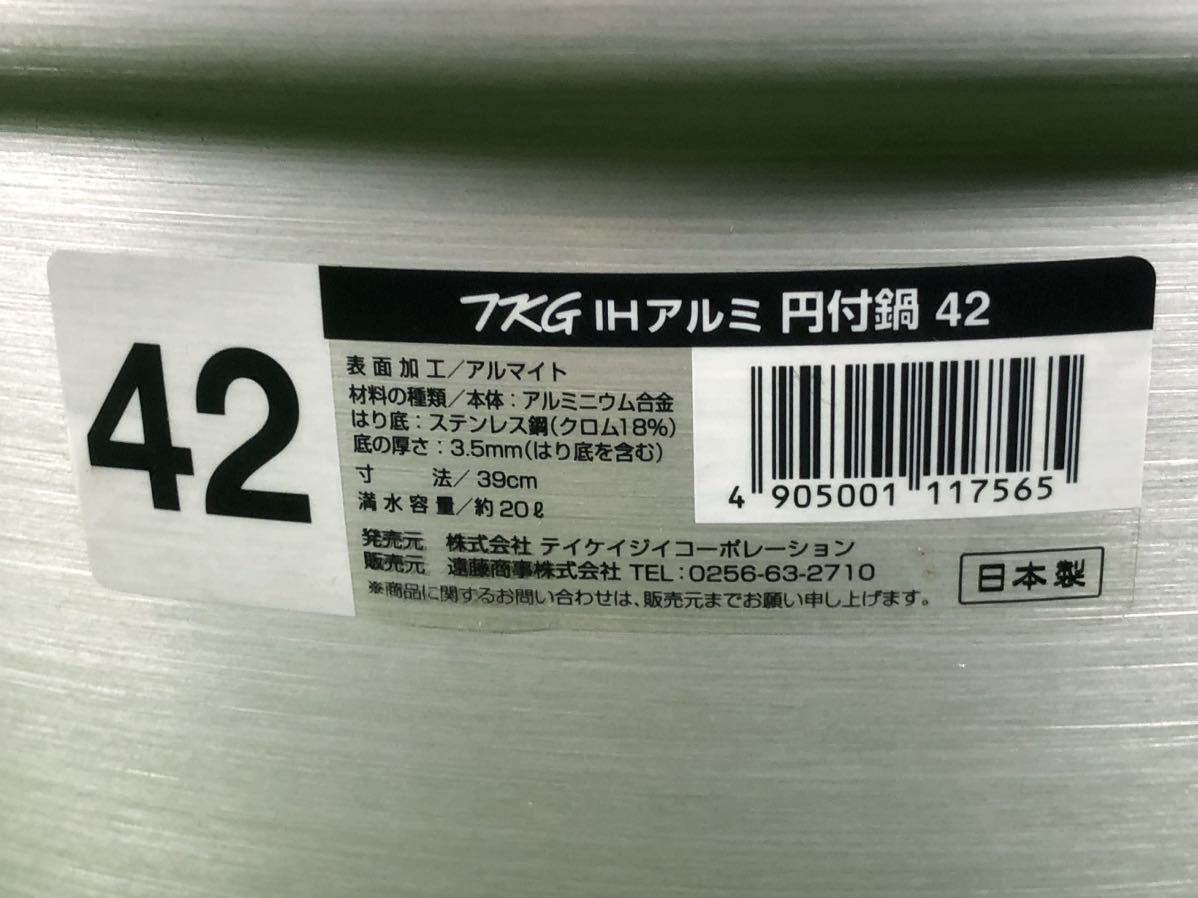 42
TKG IHアルミ 円付鍋 42
表面加工/アルマイト
材料の種類/本体:アルミニウム合金
はり底:ステンレス鋼(クロム18%)
底の厚さ:3.5mm(はり底を含む)
寸 法/39cm
満水容量/約20ℓ
4 905001 117565
発売元 株式会社 テイケイジイコーポレーション
販売元 遠藤商事株式会社 TEL:0256-63-2710
※商品に関するお問い合わせは、販売元までお願い申し上げます。
日本製